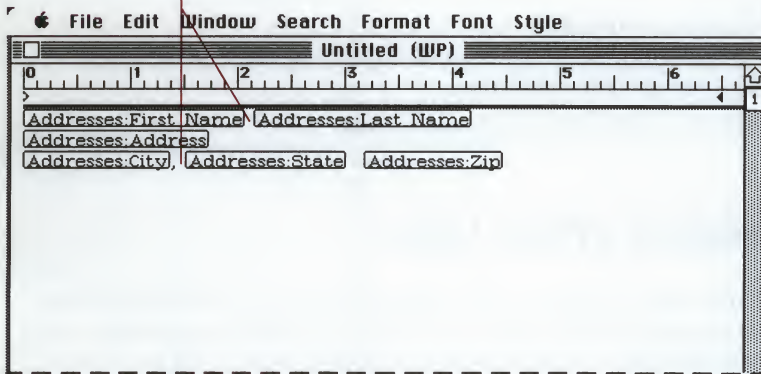 File Edit Window Search Format Font Style
Untitled (WP)
0 1 2 3 4 5 6
1
Addresses:First Name Addresses:Last Name
Addresses:Address
Addresses:City, Addresses:State Addresses:Zip